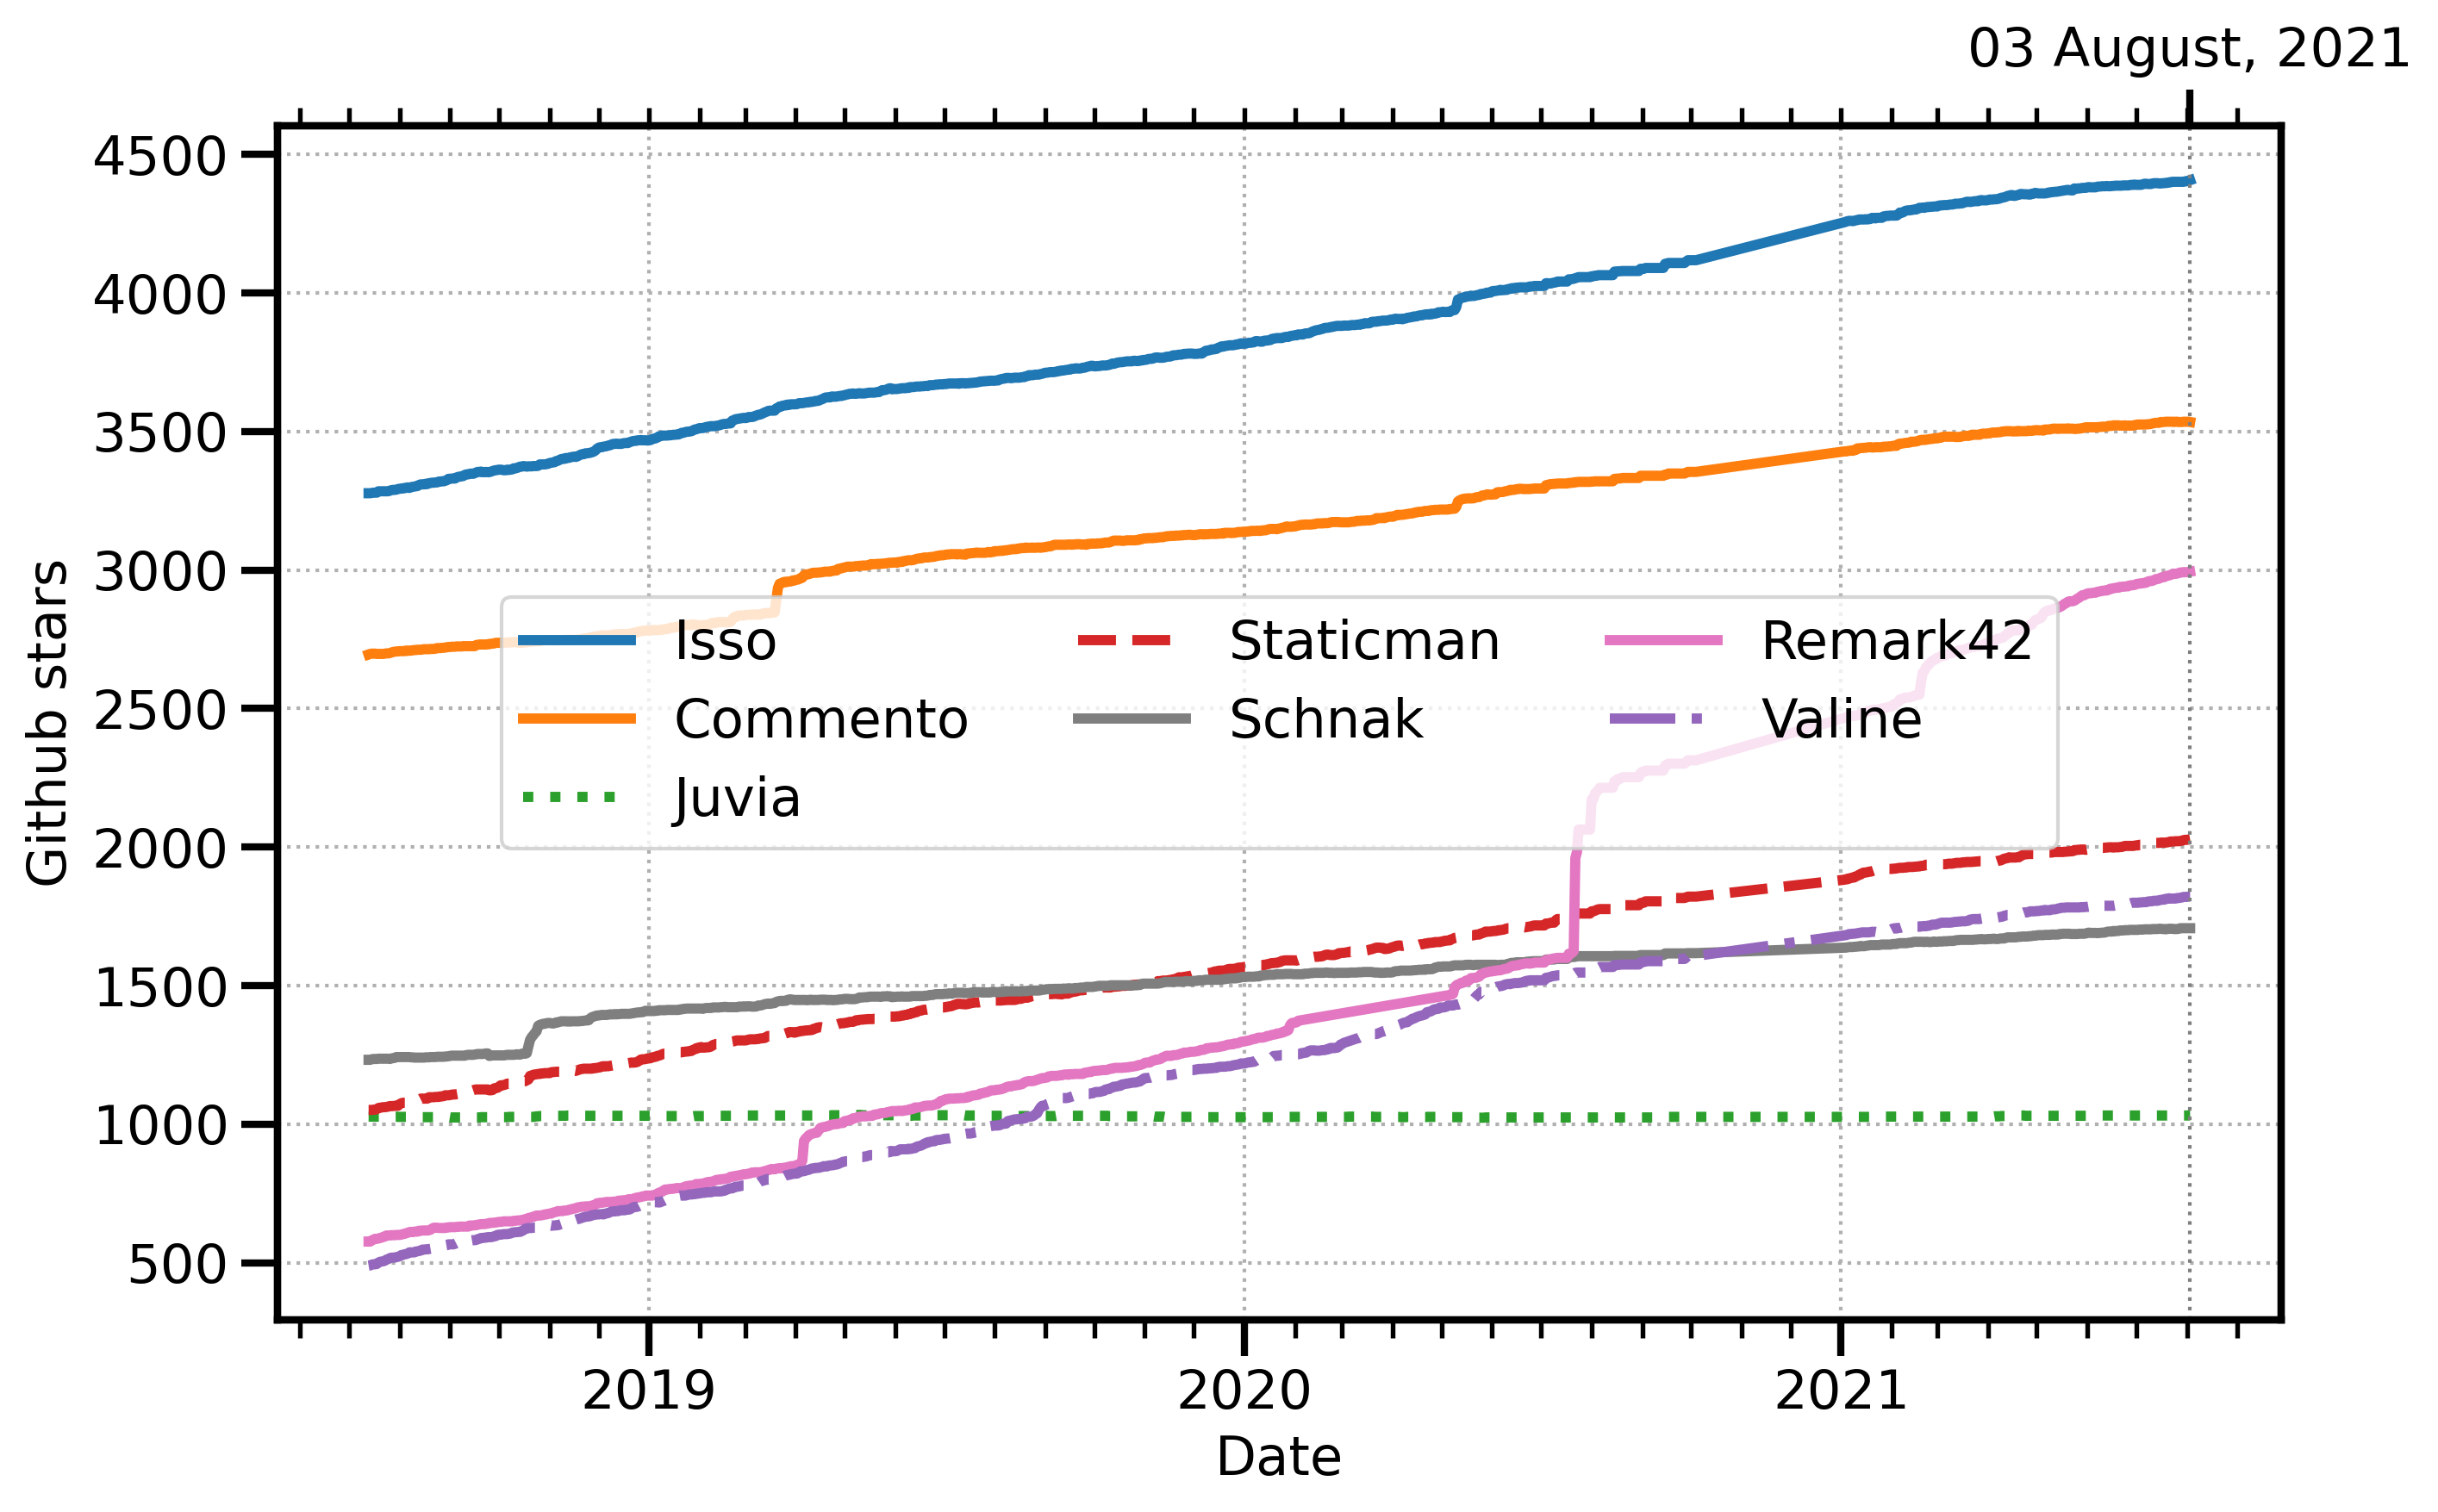 03 August, 2021
4500
4000
3500
3000
2500
2000
1500
1000
500
Github stars
Isso
Commento
Juvia
Staticman
Schnak
Remark42
Valine
2019 2020 2021
Date